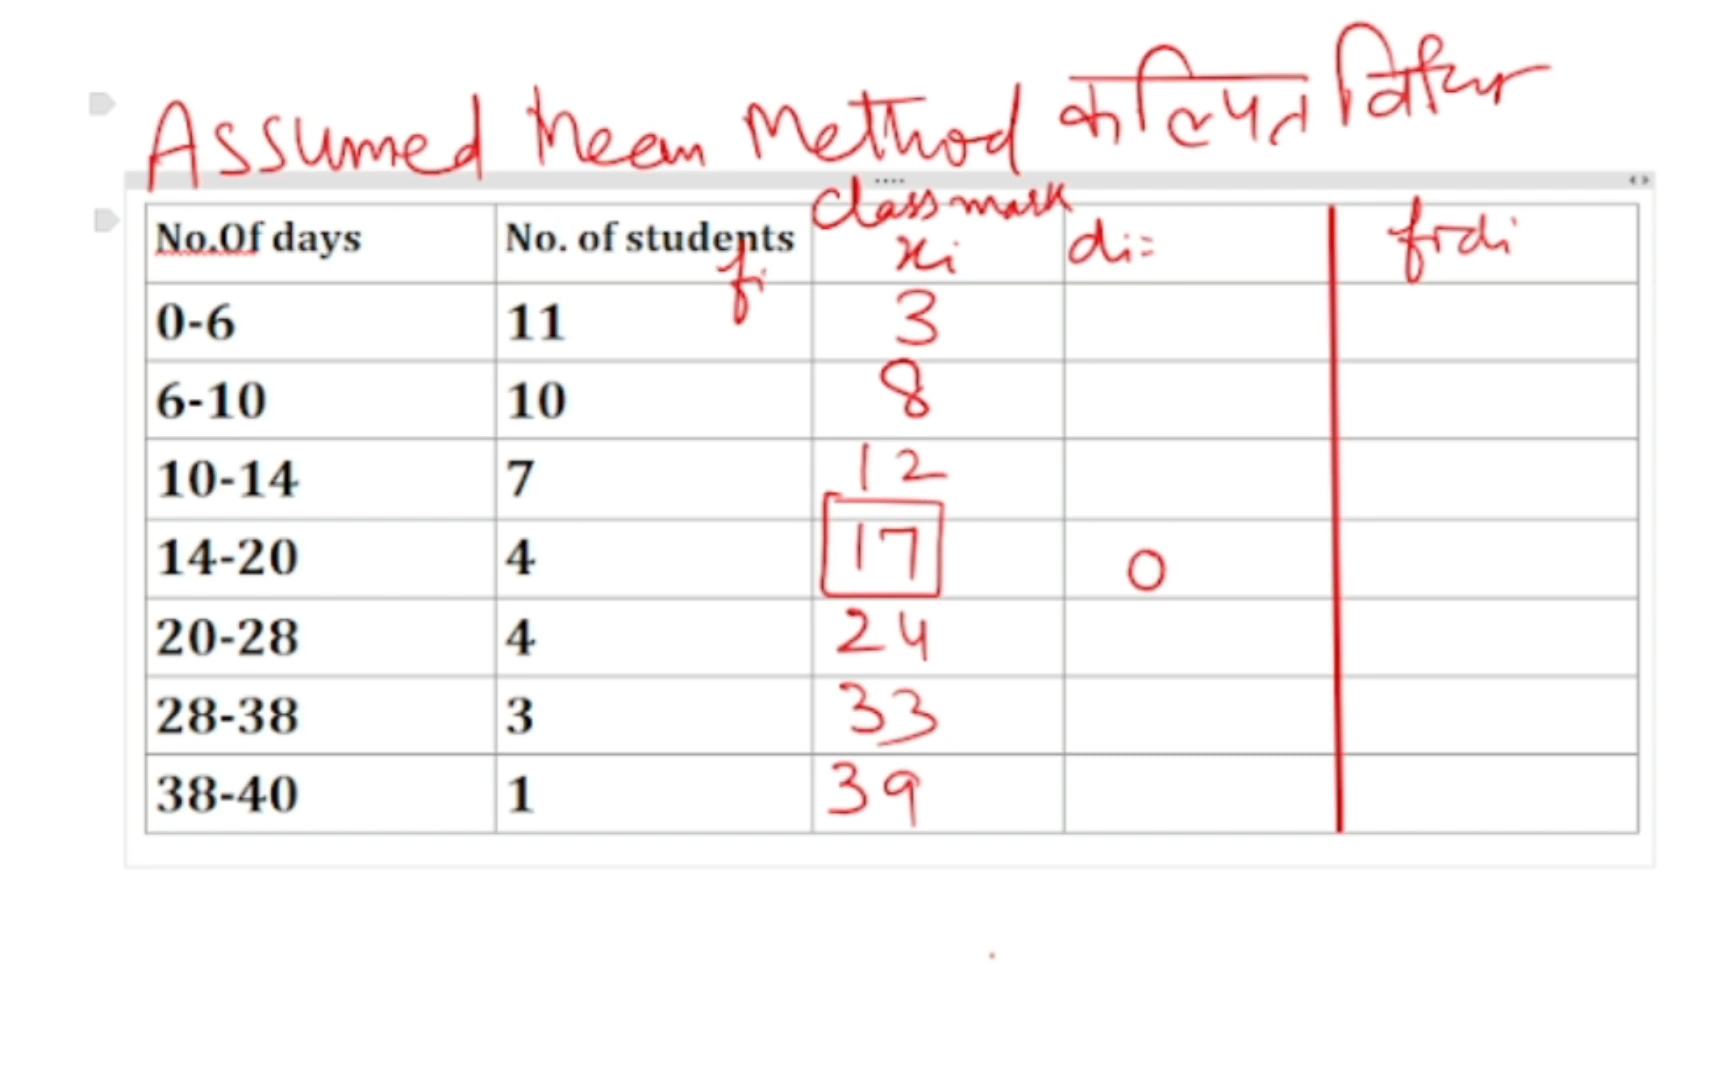 Assumed Mean Method कल्पित विधि
No.Of days No. of students fi class mark xi di= fidi
0-6 11 3
6-10 10 8
10-14 7 12
14-20 4 17 0
20-28 4 24
28-38 3 33
38-40 1 39